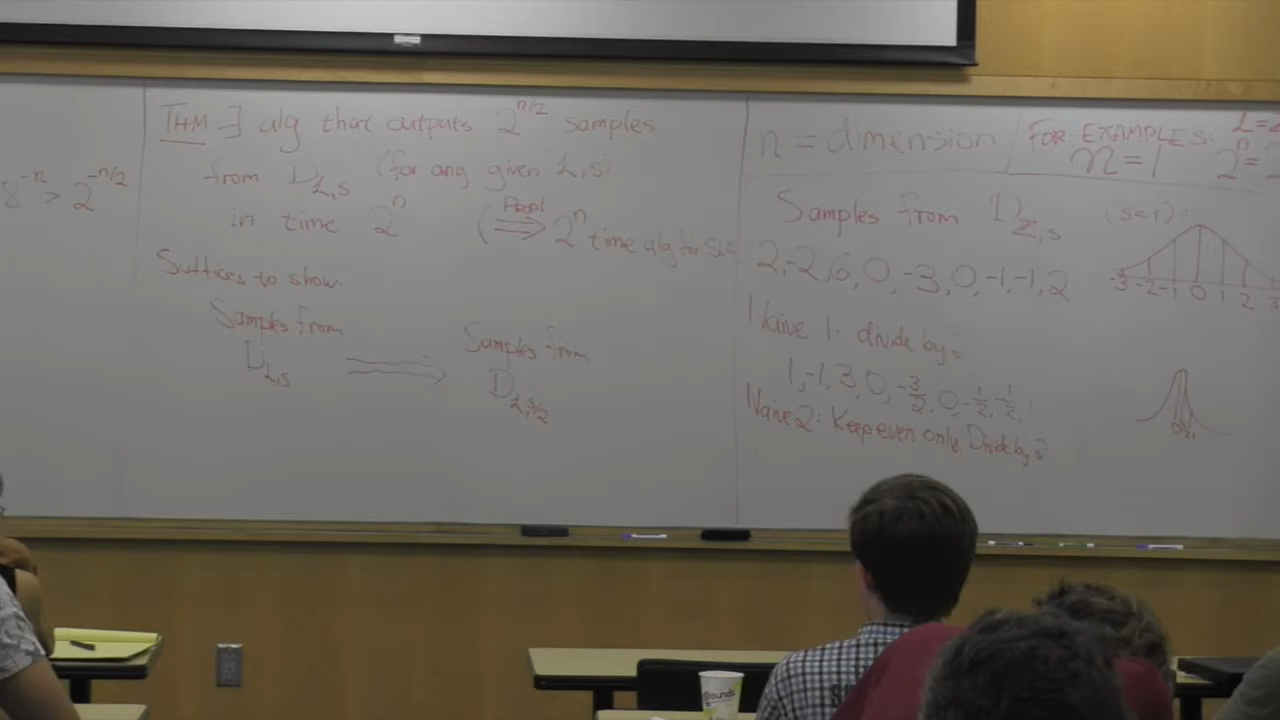 8^-n > 2^-n/2
THM - ∃ alg that outputs 2^n/2 samples
from D_L,s (for any given L,s)
in time 2^n ( ⟹ 2^n time alg for
Suffices to show:
Samples from
D_L,s ⟹
Samples from
D_L,s/2
n = dimension
FOR EXAMPLES:
n=1
2^n=
Samples from D_Z,s (s=1):
2,-2,6,0,-3,0,-1,-1,2
-3 -2 -1 0 1 2 3
Naive 1: divide by 2
1,-1,3,0,-3/2,0,-1/2,-1/2,1
Naive 2: Keep even only. Divide by 2
Grounds